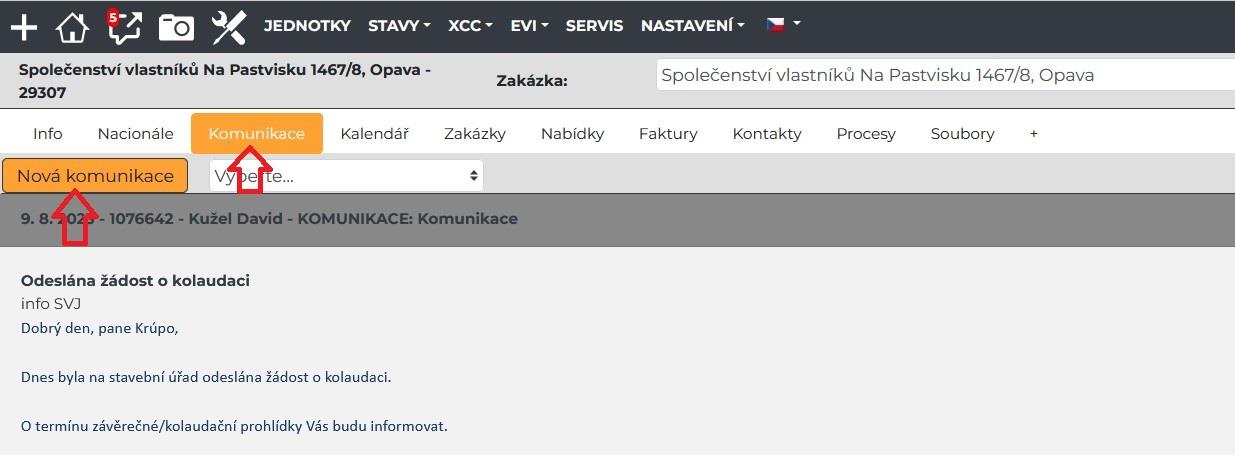 5 JEDNOTKY STAVY XCC EVI SERVIS NASTAVENÍ
Společenství vlastníků Na Pastvisku 1467/8, Opava -
29307
Zakázka:
Společenství vlastníků Na Pastvisku 1467/8, Opava
Info Nacionále Komunikace Kalendář Zakázky Nabídky Faktury Kontakty Procesy Soubory +
Nová komunikace Vyberte...
9. 8. - 1076642 - Kužel David - KOMUNIKACE: Komunikace
Odeslána žádost o kolaudaci
info SVJ
Dobrý den, pane Krúpo,
Dnes byla na stavební úřad odeslána žádost o kolaudaci.
O termínu závěrečné/kolaudační prohlídky Vás budu informovat.